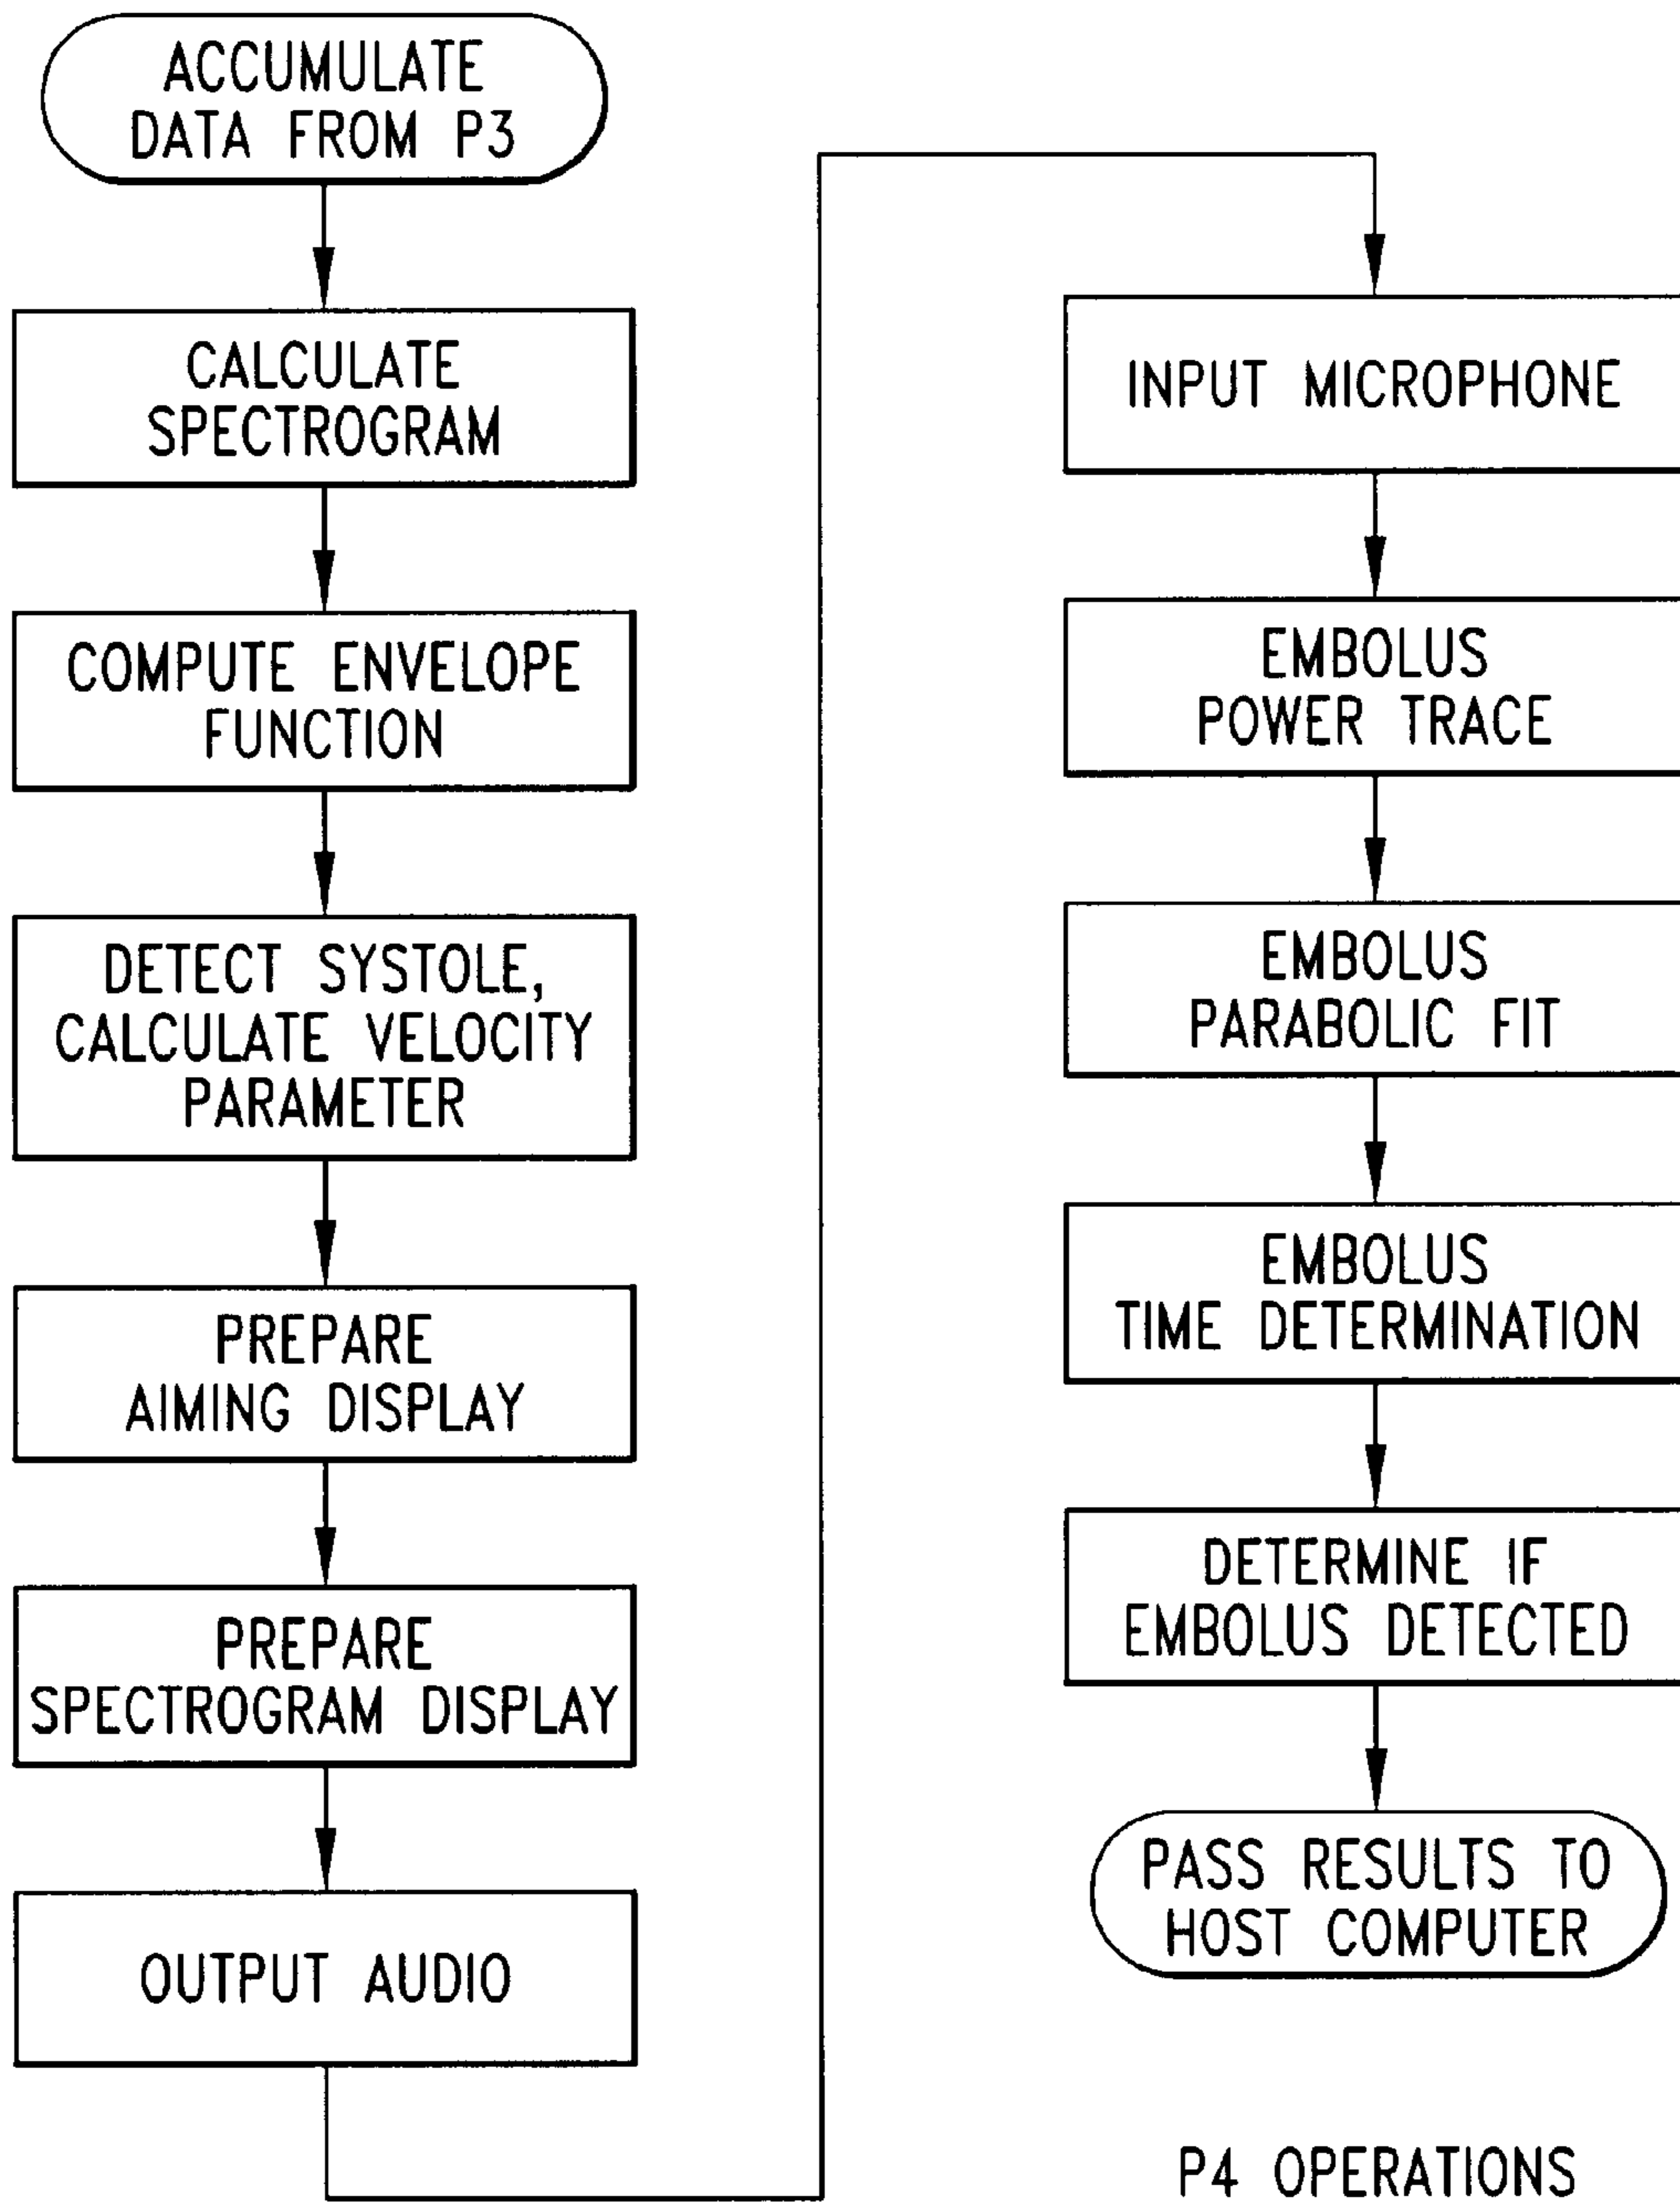 ACCUMULATE
DATA FROM P3
CALCULATE
SPECTROGRAM
COMPUTE ENVELOPE
FUNCTION
DETECT SYSTOLE,
CALCULATE VELOCITY
PARAMETER
PREPARE
AIMING DISPLAY
PREPARE
SPECTROGRAM DISPLAY
OUTPUT AUDIO
INPUT MICROPHONE
EMBOLUS
POWER TRACE
EMBOLUS
PARABOLIC FIT
EMBOLUS
TIME DETERMINATION
DETERMINE IF
EMBOLUS DETECTED
PASS RESULTS TO
HOST COMPUTER
P4 OPERATIONS